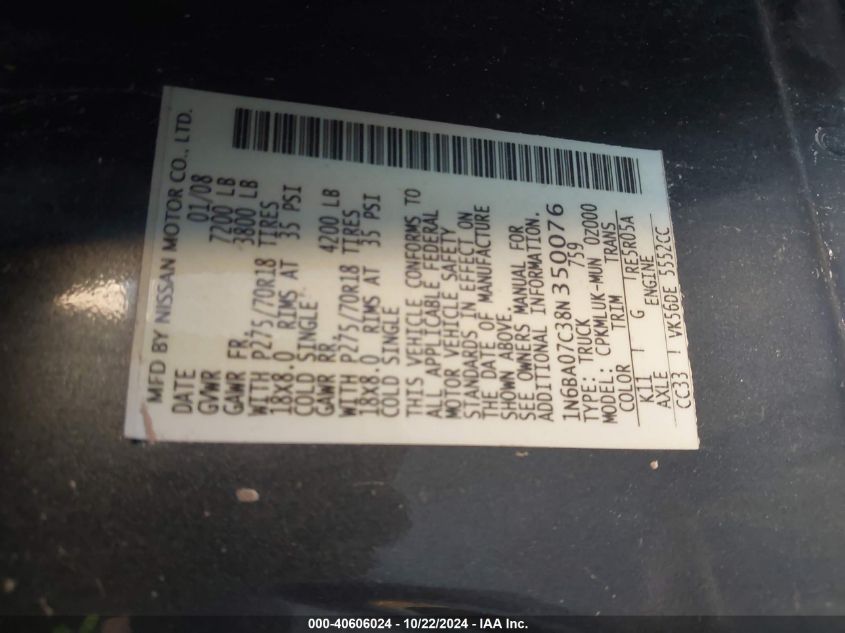 MFD BY NISSAN MOTOR CO., LTD.
DATE 01/08
GVWR 7200 LB
GAWR FR. 3800 LB
WITH P275/70R18 TIRES
18X8.0 RIMS AT 35 PSI
COLD SINGLE
GAWR RR. 4200 LB
WITH P275/70R18 TIRES
18X8.0 RIMS AT 35 PSI
COLD SINGLE
THIS VEHICLE CONFORMS TO
ALL APPLICABLE FEDERAL
MOTOR VEHICLE SAFETY
STANDARDS IN EFFECT ON
THE DATE OF MANUFACTURE
SHOWN ABOVE.
SEE OWNERS MANUAL FOR
ADDITIONAL INFORMATION.
1N6BA07C38N350076
TYPE: TRUCK 759
MODEL: CPKMLUK-MUN 02000
COLOR TRIM TRANS
K11 ! G RE5R05A
AXLE ENGINE
CC33 ! VK56DE 5552CC
000-40606024 - 10/22/2024 - IAA Inc.